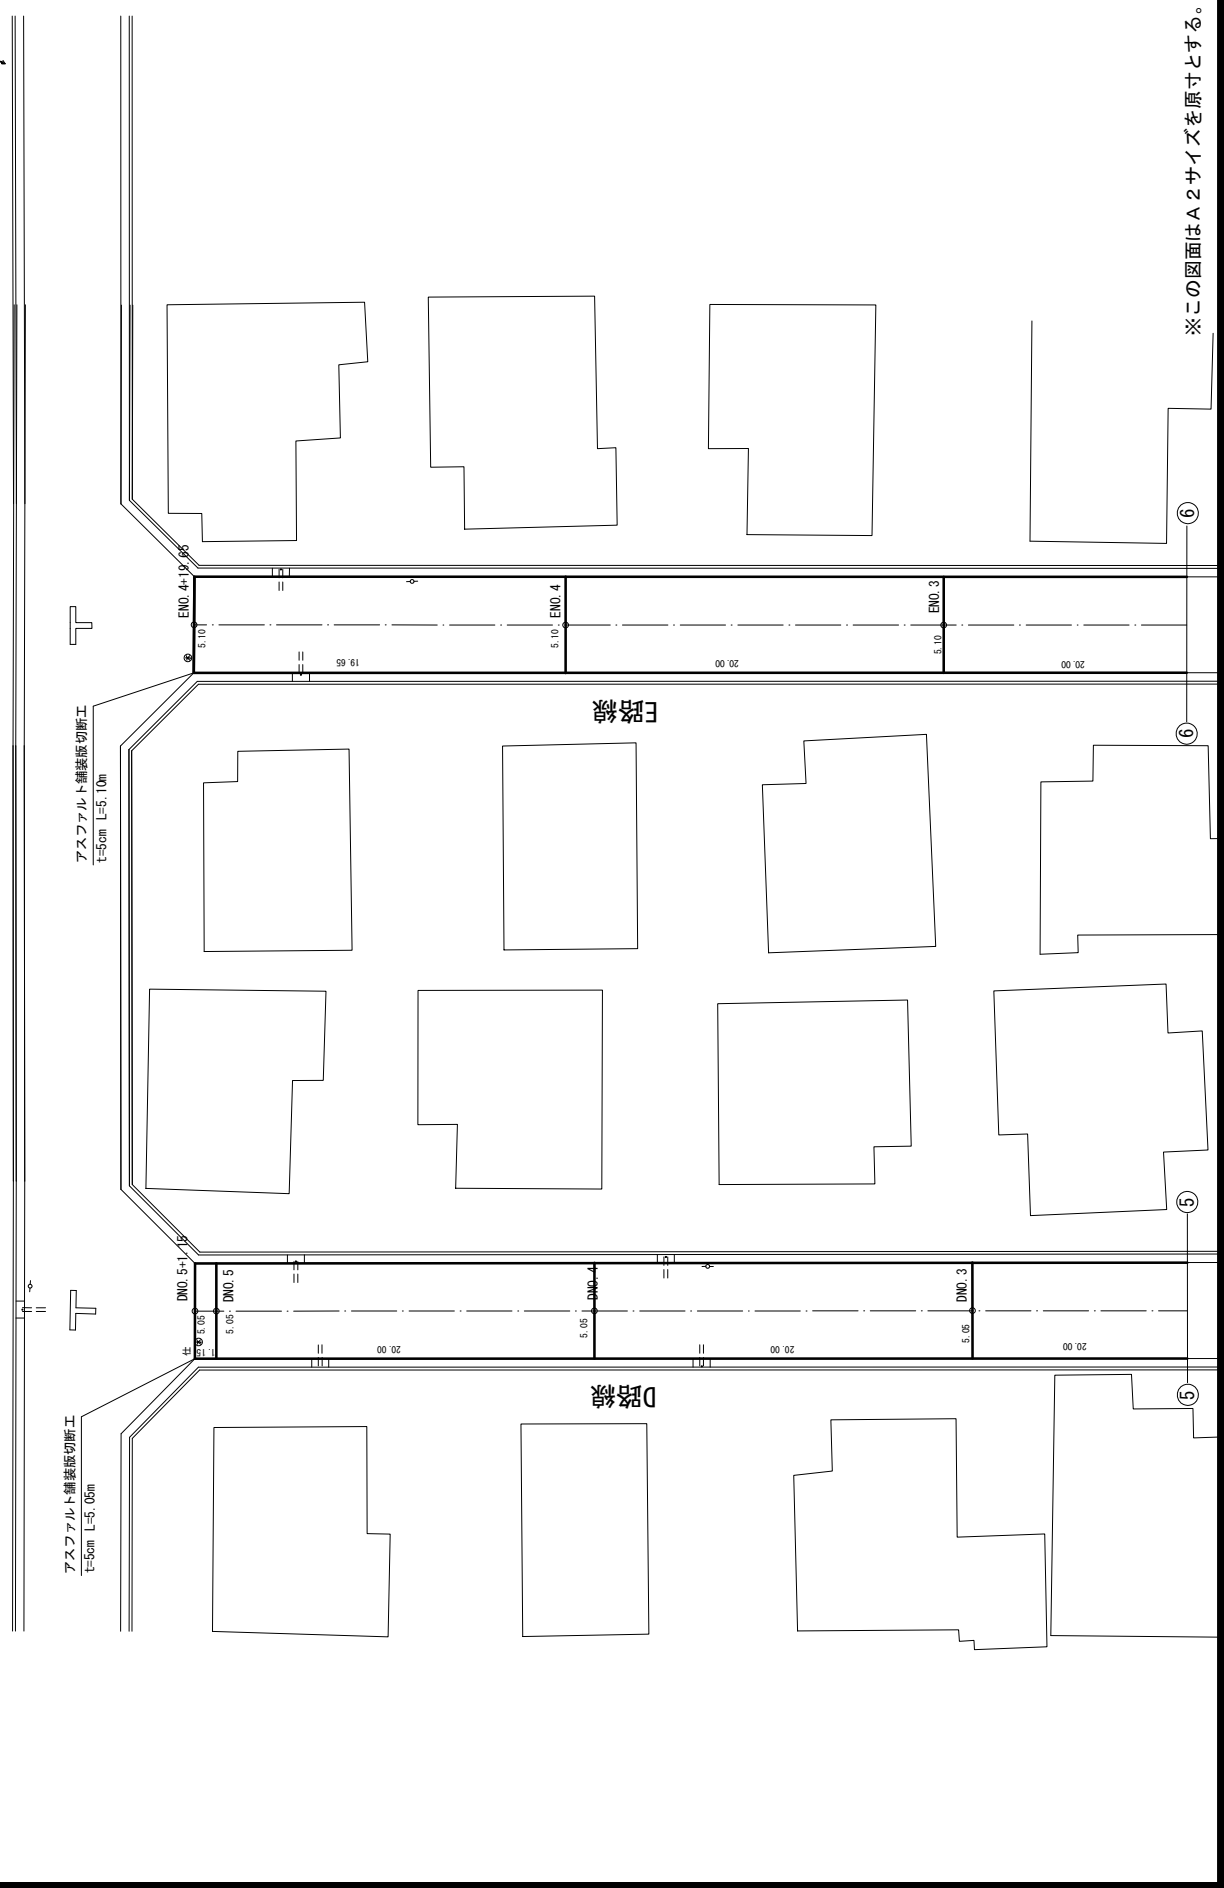 ※この図面はA2サイズを原寸とする。
ENO. 4+19.65
5.10
19.65
ENO. 4
5.10
20.00
ENO. 3
5.10
20.00
E路線
⑥
⑥
アスファルト舗装版切断工
t=5cm L=5.10m
DNO. 5+1.15
5.05
1.15
仕
DNO. 5
5.05
20.00
DNO. 4
5.05
20.00
DNO. 3
5.05
20.00
D路線
⑤
⑤
アスファルト舗装版切断工
t=5cm L=5.05m